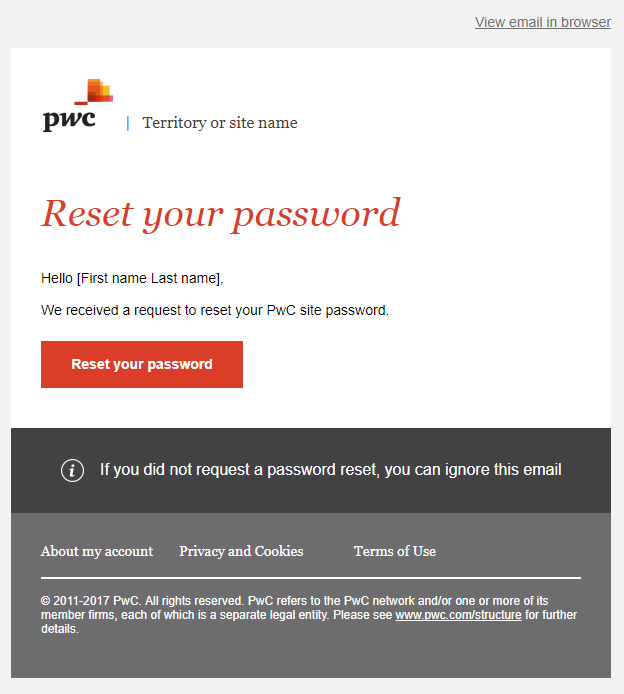 View email in browser
pwc | Territory or site name
Reset your password
Hello [First name Last name],
We received a request to reset your PwC site password.
Reset your password
i If you did not request a password reset, you can ignore this email
About my account Privacy and Cookies Terms of Use
© 2011-2017 PwC. All rights reserved. PwC refers to the PwC network and/or one or more of its
member firms, each of which is a separate legal entity. Please see www.pwc.com/structure for further
details.